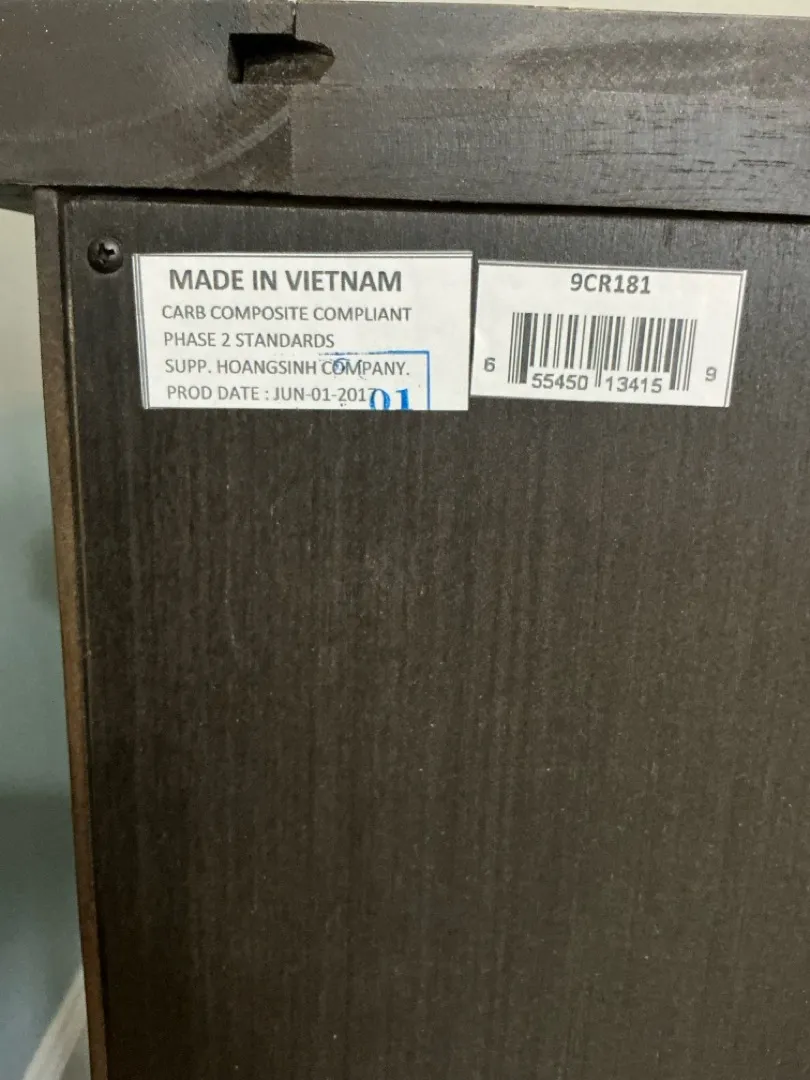 MADE IN VIETNAM
CARB COMPOSITE COMPLIANT
PHASE 2 STANDARDS
SUPP. HOANGSINH COMPANY.
PROD DATE : JUN-01-2017
01
9CR181
6 55450 13415 9